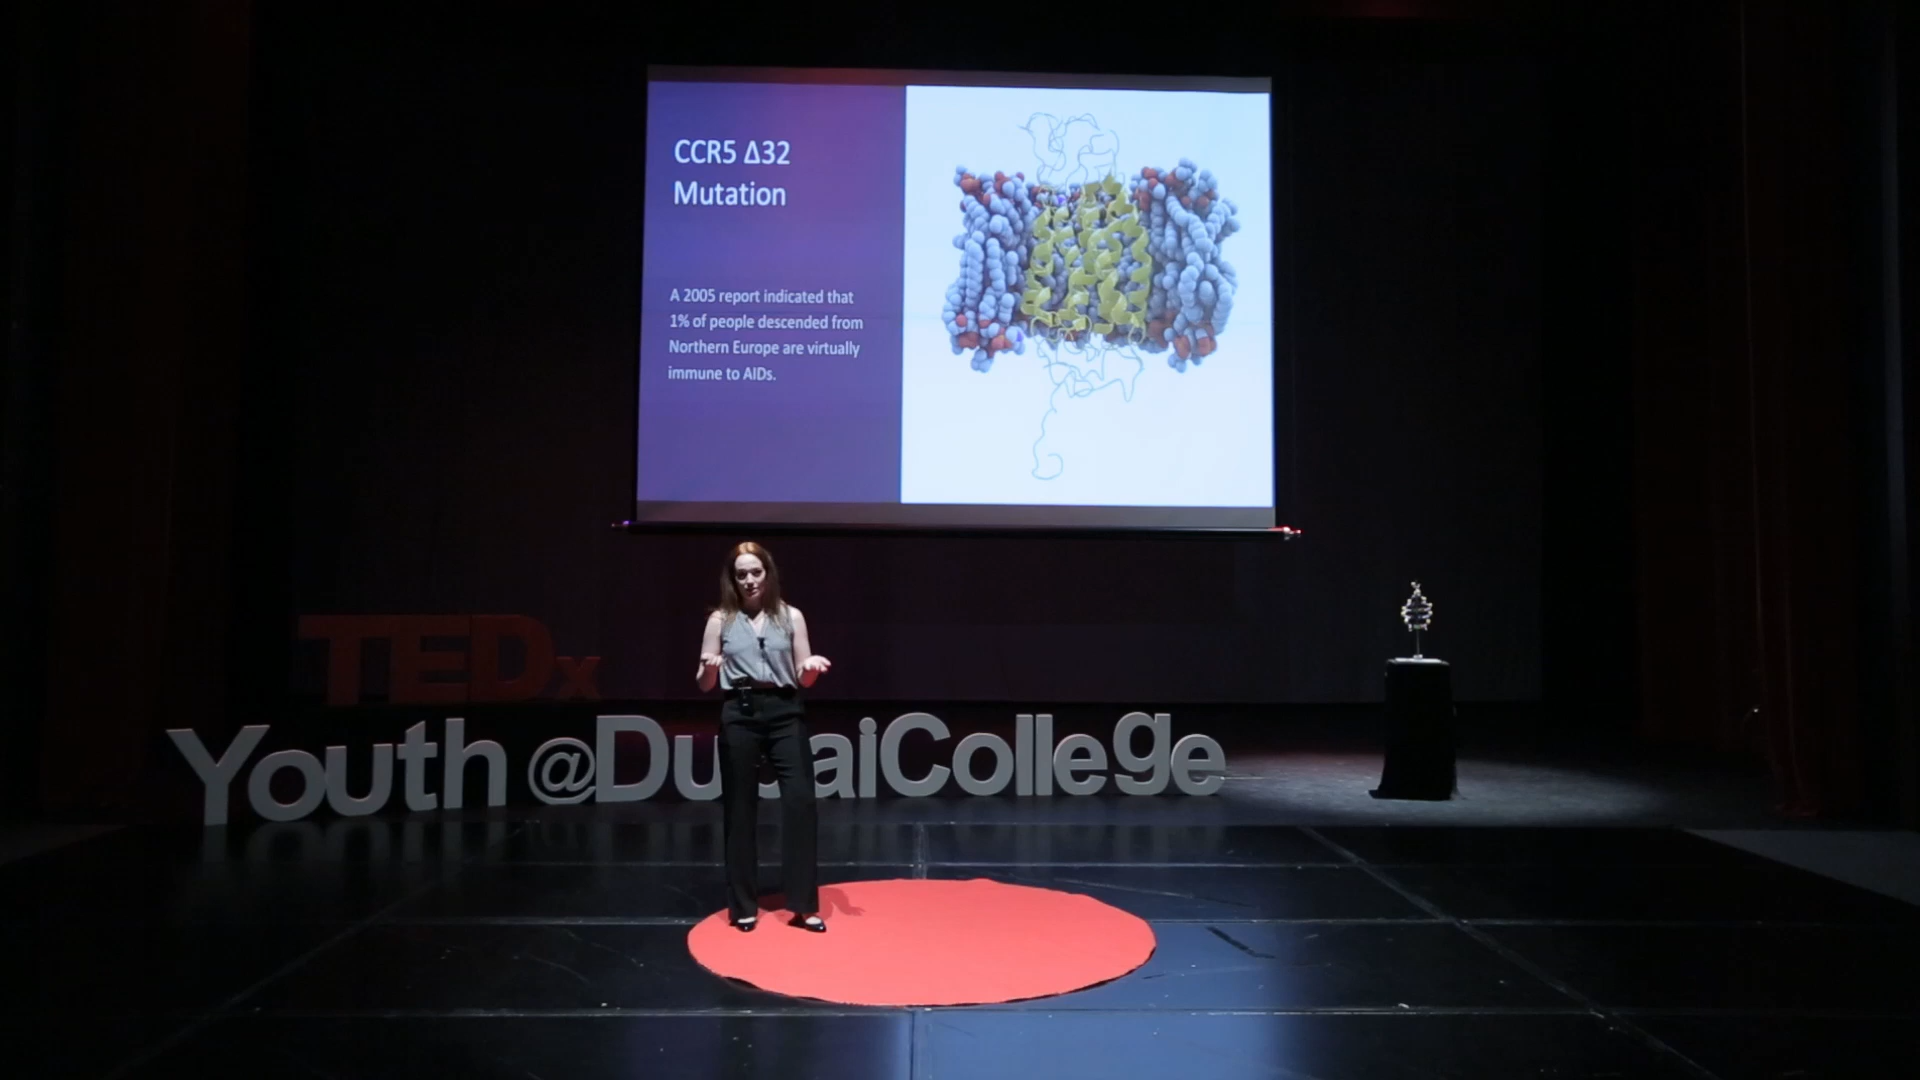 CCR5 Δ32
Mutation
A 2005 report indicated that
1% of people descended from
Northern Europe are virtually
immune to AIDs.
TEDx
Youth @DubaiCollege